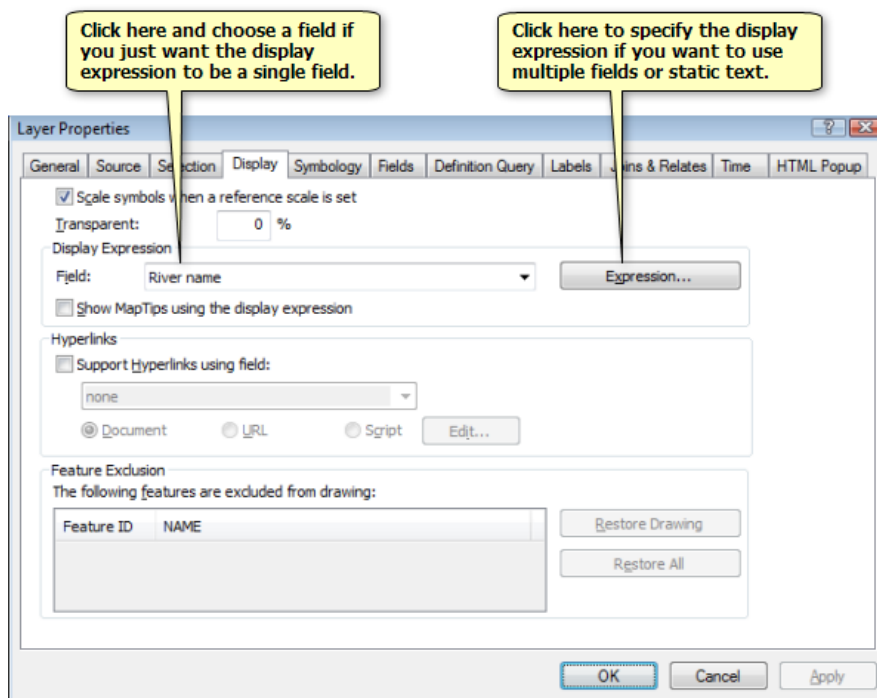 Click here and choose a field if
you just want the display
expression to be a single field.
Click here to specify the display
expression if you want to use
multiple fields or static text.
Layer Properties
General Source Selection Display Symbology Fields Definition Query Labels Joins & Relates Time HTML Popup
Scale symbols when a reference scale is set
Transparent: 0 %
Display Expression
Field: River name Expression...
Show MapTips using the display expression
Hyperlinks
Support Hyperlinks using field:
none
Document URL Script Edit...
Feature Exclusion
The following features are excluded from drawing:
Feature ID NAME
Restore Drawing
Restore All
OK Cancel Apply